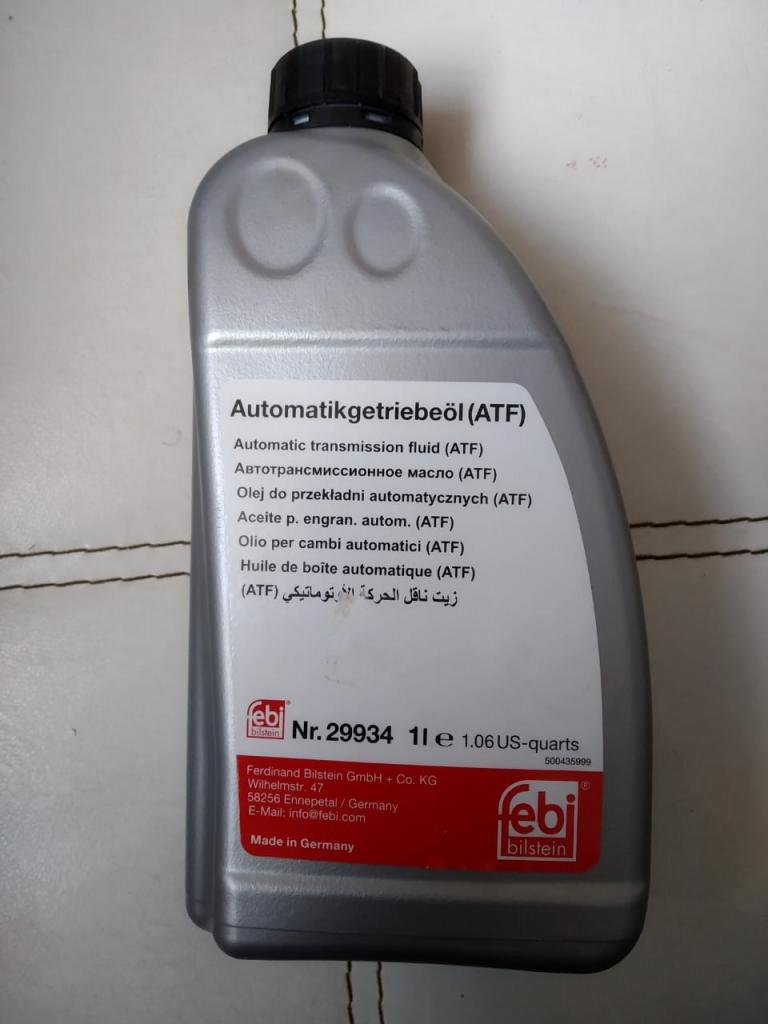 Automatikgetriebeöl (ATF)
Automatic transmission fluid (ATF)
Автотрансмиссионное масло (ATF)
Olej do przekładni automatycznych (ATF)
Aceite p. engran. autom. (ATF)
Olio per cambi automatici (ATF)
Huile de boîte automatique (ATF)
زيت ناقل الحركة الأوتوماتيكي (ATF)
febi bilstein® Nr. 29934 1l e 1.06 US-quarts
500435999
Ferdinand Bilstein GmbH + Co. KG
Wilhelmstr. 47
58256 Ennepetal / Germany
E-Mail: info@febi.com
Made in Germany
febi®
bilstein